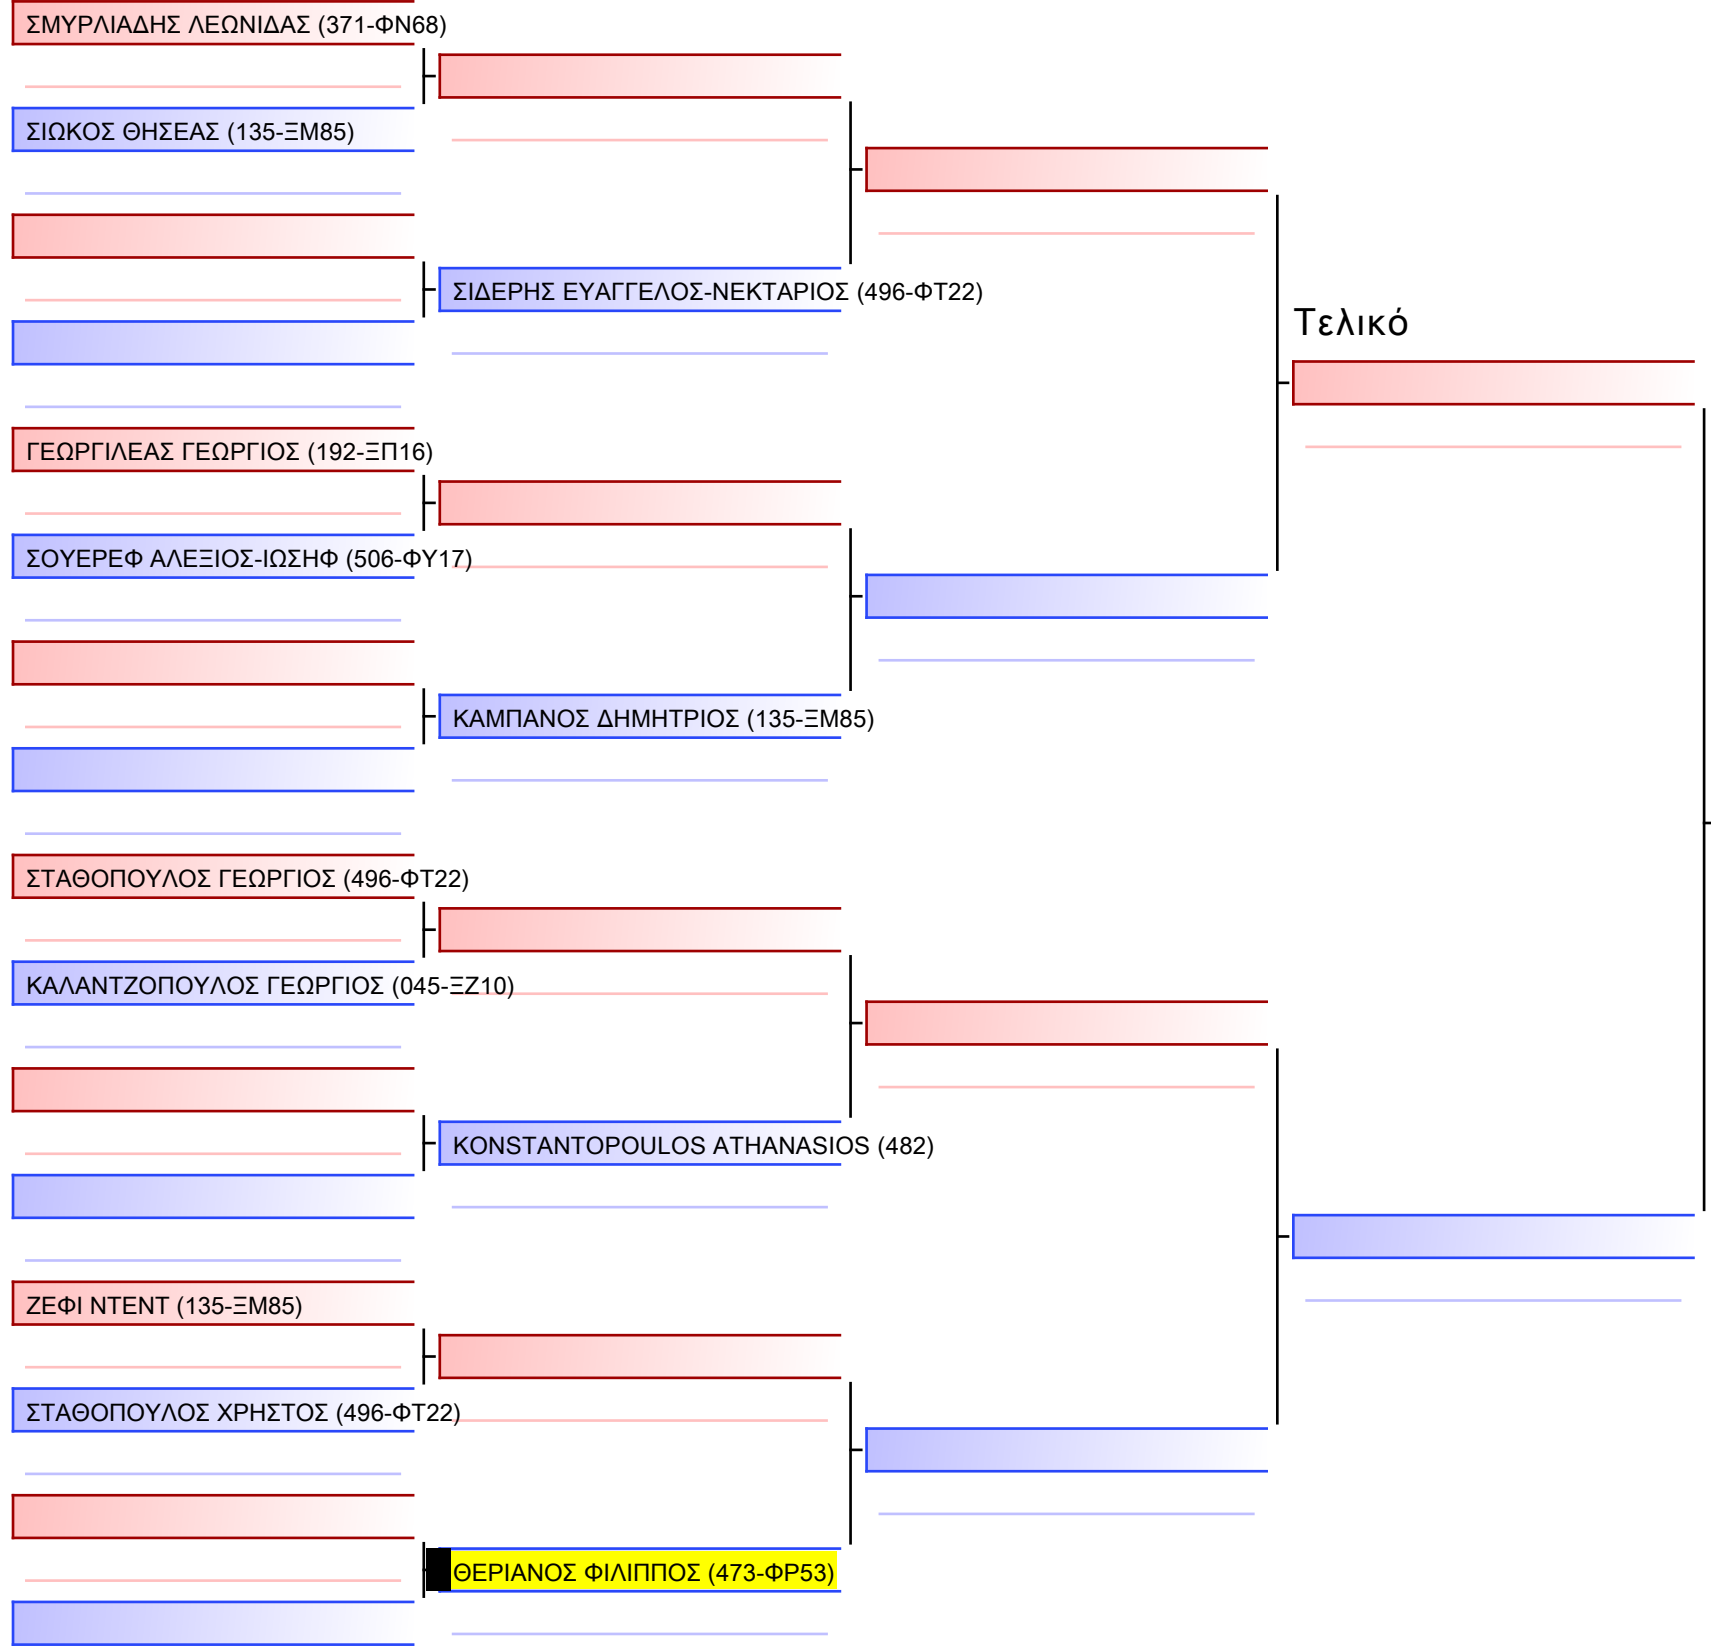 ΣΜΥΡΛΙΑΔΗΣ ΛΕΩΝΙΔΑΣ (371-ΦΝ68)
ΣΙΩΚΟΣ ΘΗΣΕΑΣ (135-ΞΜ85)
ΣΙΔΕΡΗΣ ΕΥΑΓΓΕΛΟΣ-ΝΕΚΤΑΡΙΟΣ (496-ΦΤ22)
Τελικό
ΓΕΩΡΓΙΛΕΑΣ ΓΕΩΡΓΙΟΣ (192-ΞΠ16)
ΣΟΥΕΡΕΦ ΑΛΕΞΙΟΣ-ΙΩΣΗΦ (506-ΦΥ17)
ΚΑΜΠΑΝΟΣ ΔΗΜΗΤΡΙΟΣ (135-ΞΜ85)
ΣΤΑΘΟΠΟΥΛΟΣ ΓΕΩΡΓΙΟΣ (496-ΦΤ22)
ΚΑΛΑΝΤΖΟΠΟΥΛΟΣ ΓΕΩΡΓΙΟΣ (045-ΞΖ10)
KONSTANTOPOULOS ATHANASIOS (482)
ΖΕΦΙ ΝΤΕΝΤ (135-ΞΜ85)
ΣΤΑΘΟΠΟΥΛΟΣ ΧΡΗΣΤΟΣ (496-ΦΤ22)
ΘΕΡΙΑΝΟΣ ΦΙΛΙΠΠΟΣ (473-ΦΡ53)